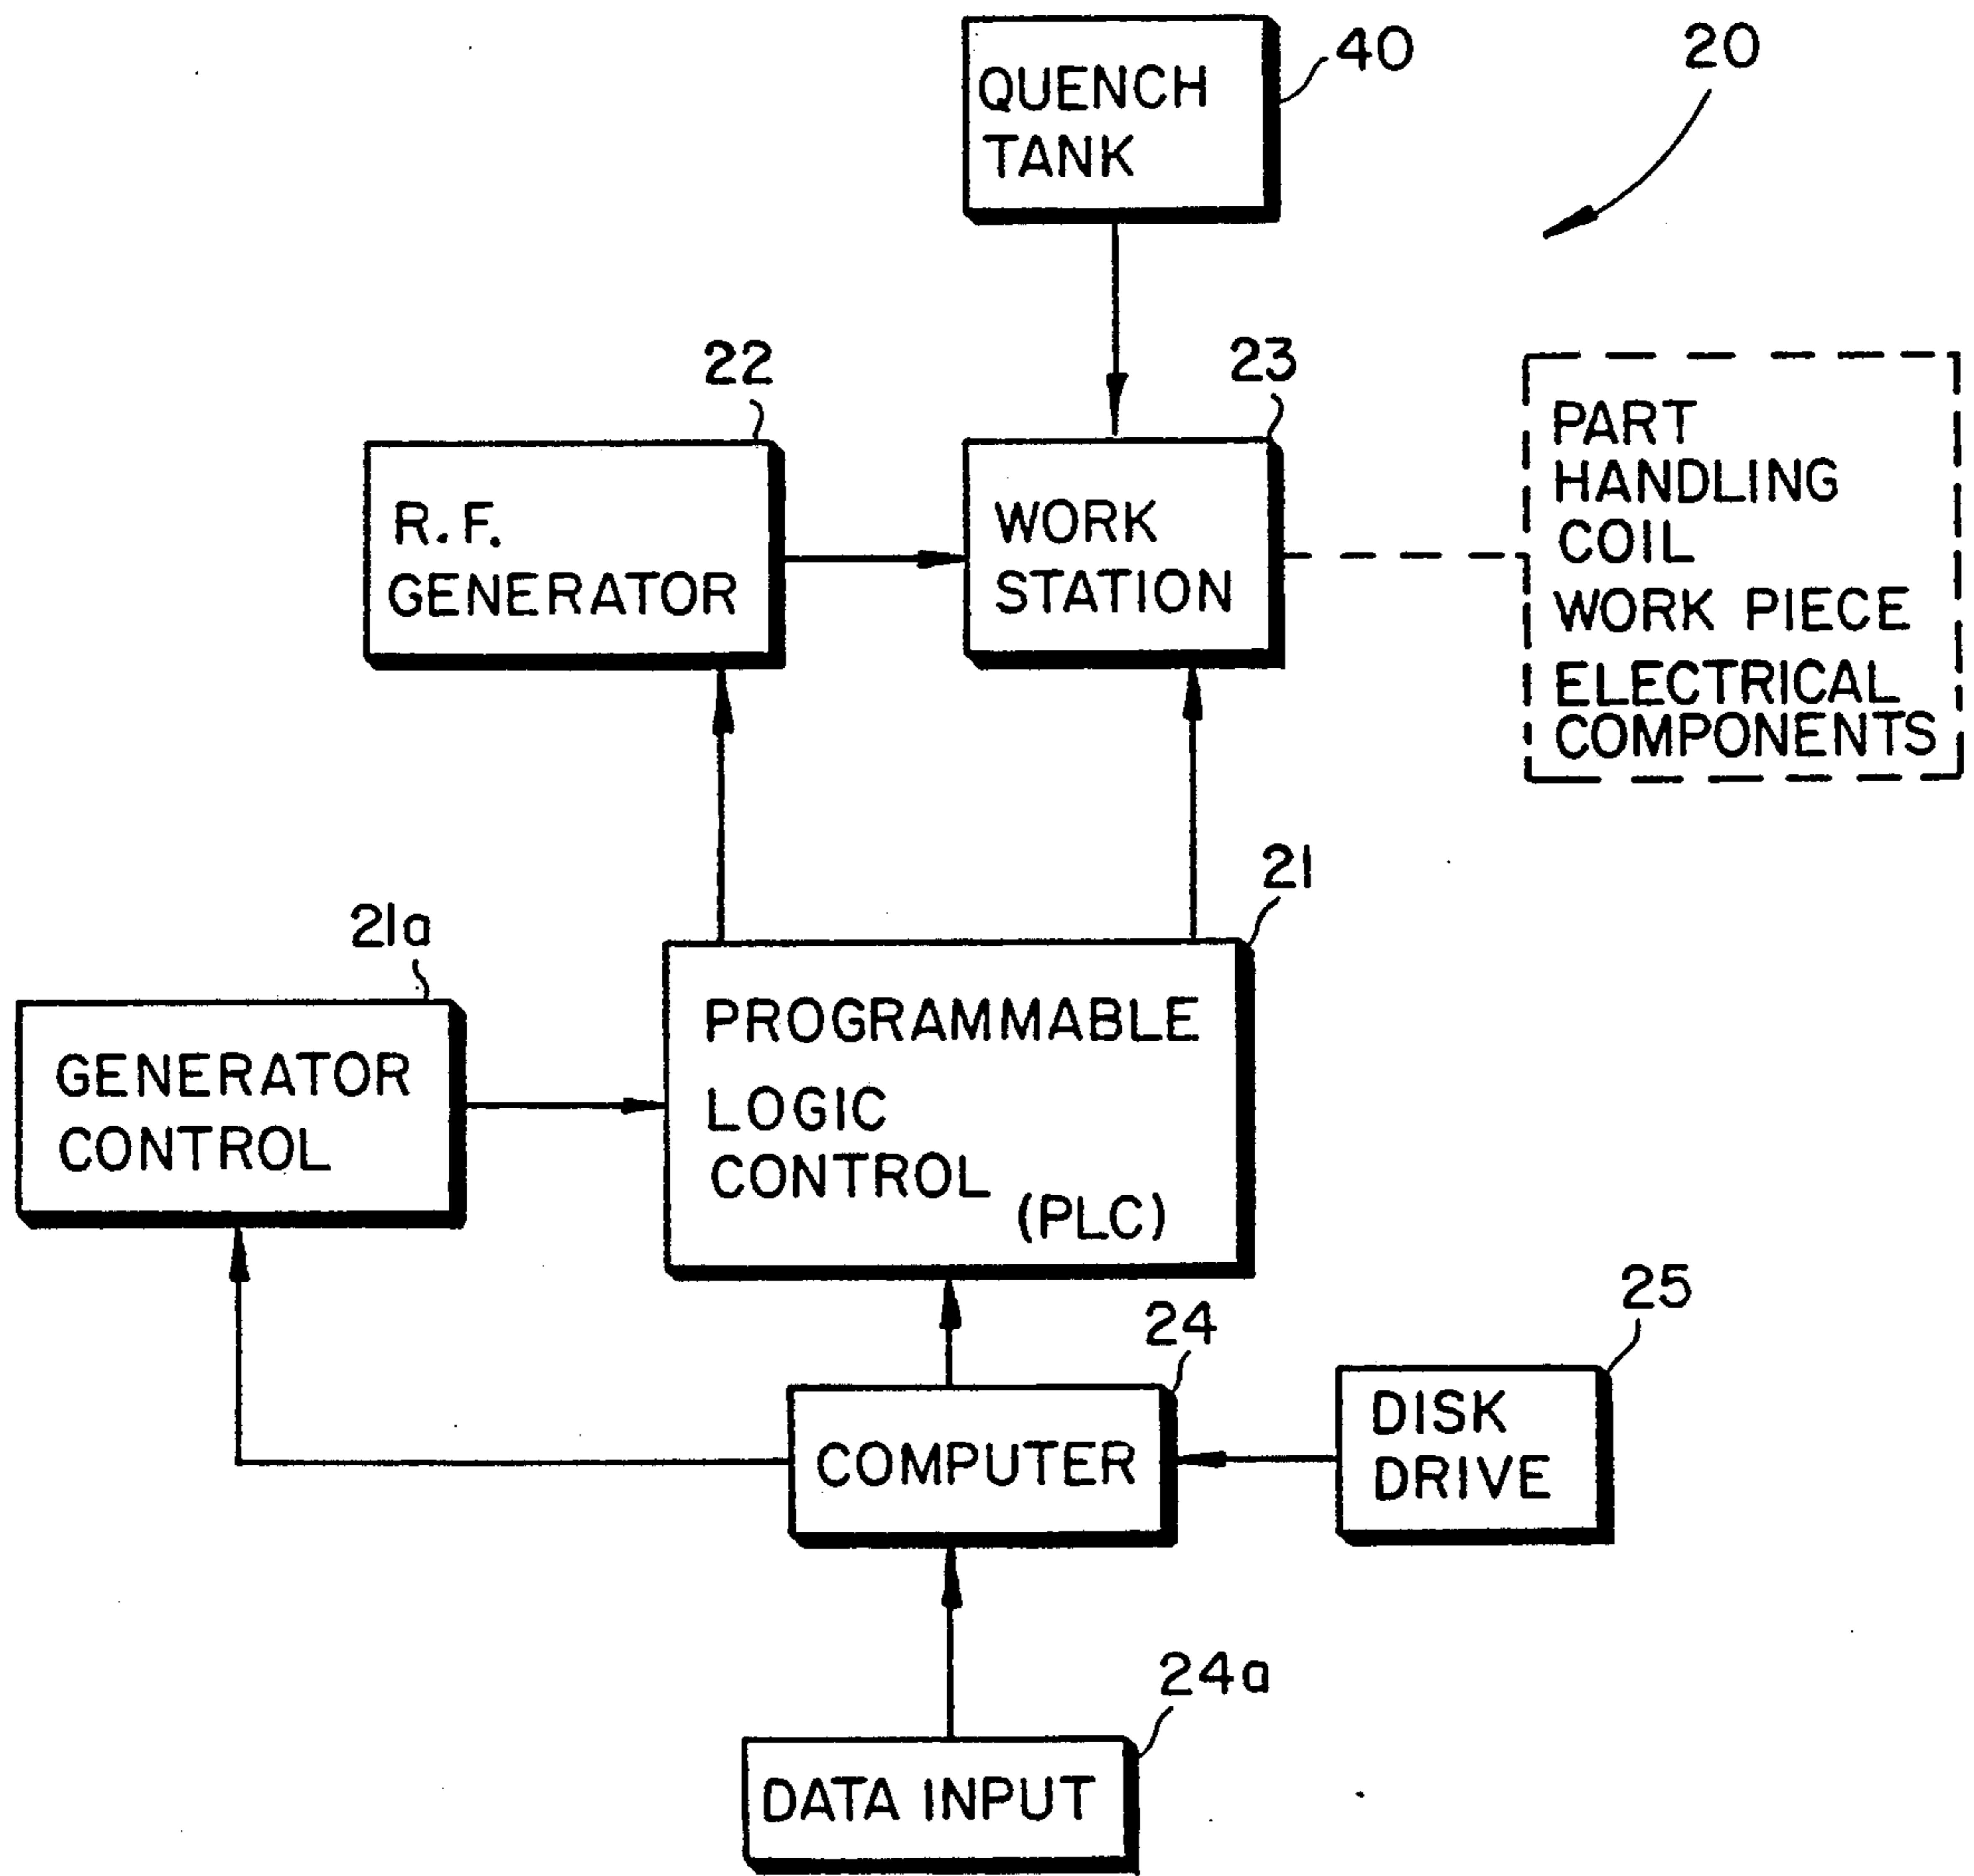 QUENCH
TANK
40
20
22
23
R.F.
GENERATOR
WORK
STATION
PART
HANDLING
COIL
WORK PIECE
ELECTRICAL
COMPONENTS
21a
21
GENERATOR
CONTROL
PROGRAMMABLE
LOGIC
CONTROL
(PLC)
24
25
COMPUTER
DISK
DRIVE
24a
DATA INPUT